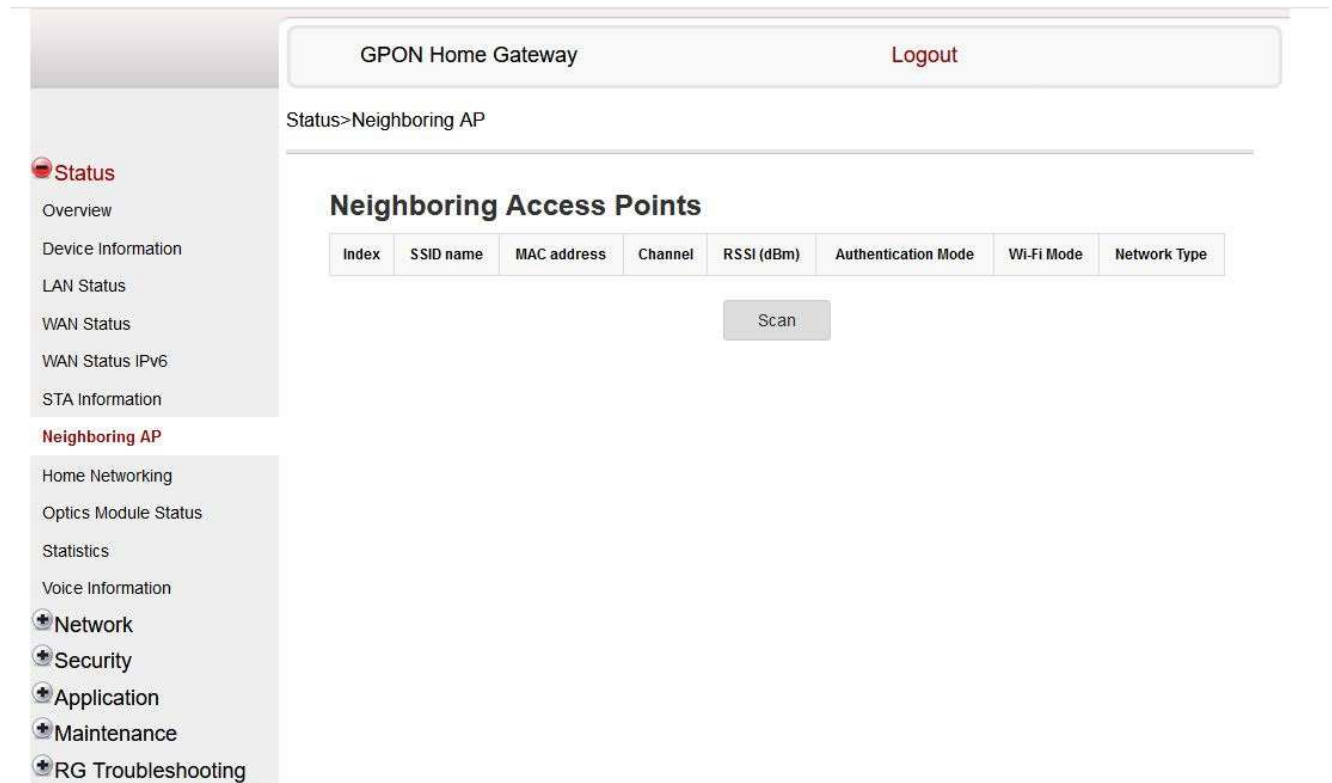 GPON Home Gateway Logout
Status>Neighboring AP
Status
Overview
Device Information
LAN Status
WAN Status
WAN Status IPv6
STA Information
Neighboring AP
Home Networking
Optics Module Status
Statistics
Voice Information
Network
Security
Application
Maintenance
RG Troubleshooting
Neighboring Access Points
Index SSID name MAC address Channel RSSI (dBm) Authentication Mode Wi-Fi Mode Network Type
Scan